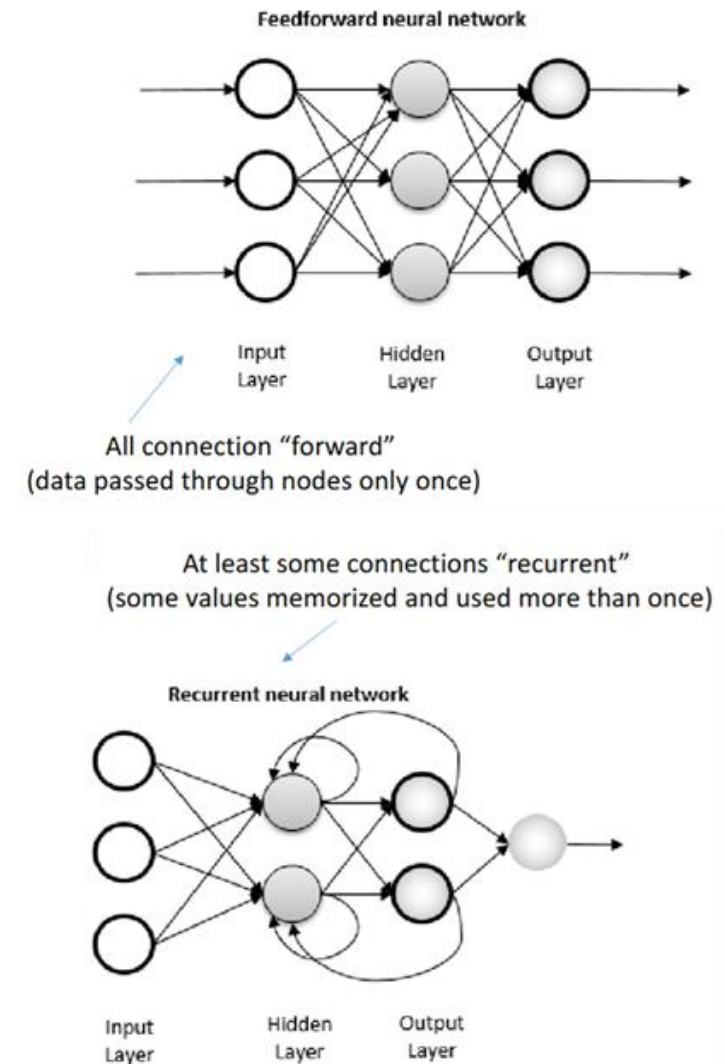 Feedforward neural network
Input
Layer
Hidden
Layer
Output
Layer
All connection “forward”
(data passed through nodes only once)
At least some connections “recurrent”
(some values memorized and used more than once)
Recurrent neural network
Input
Layer
Hidden
Layer
Output
Layer